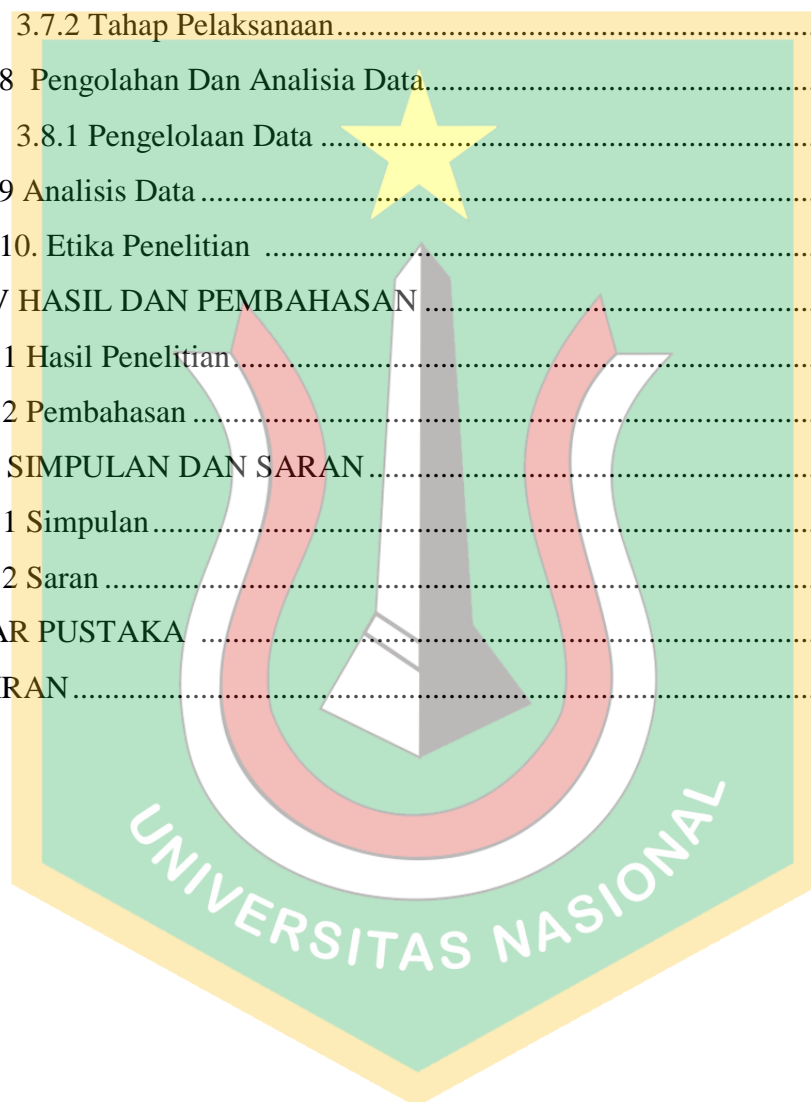 3.7.2 Tahap Pelaksanaan
8 Pengolahan Dan Analisia Data
3.8.1 Pengelolaan Data
9 Analisis Data
10. Etika Penelitian
HASIL DAN PEMBAHASAN
1 Hasil Penelitian
2 Pembahasan
SIMPULAN DAN SARAN
1 Simpulan
2 Saran
AR PUSTAKA
RAN
UNIVERSITAS NASIONAL